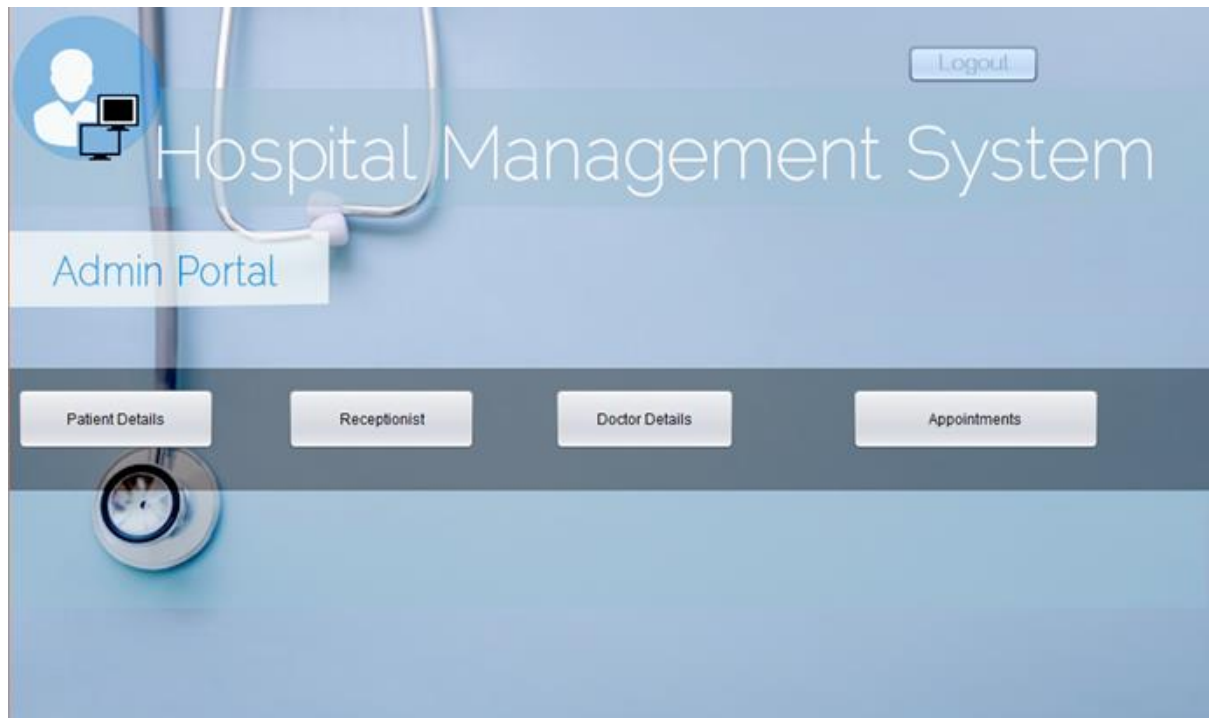 Logout
Hospital Management System
Admin Portal
Patient Details Receptionist Doctor Details Appointments